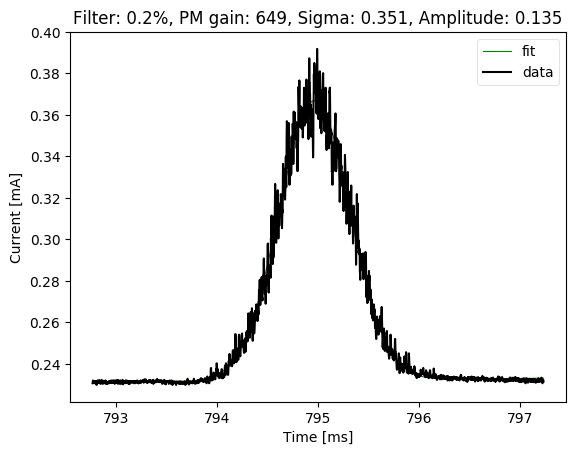 Filter: 0.2%, PM gain: 649, Sigma: 0.351, Amplitude: 0.135
fit
data
0.40
0.38
0.36
0.34
0.32
0.30
0.28
0.26
0.24
Current [mA]
793 794 795 796 797
Time [ms]